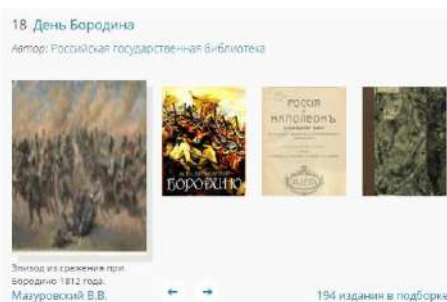 18 День Бородина
Автор: Российская государственная библиотека
БОРОДИНО
РОССІЯ
и
НАПОЛЕОНЪ
Эпизод из сражения при
Бородино 1812 года.
Мазуровский В.В.
← →
194 издания в подборке